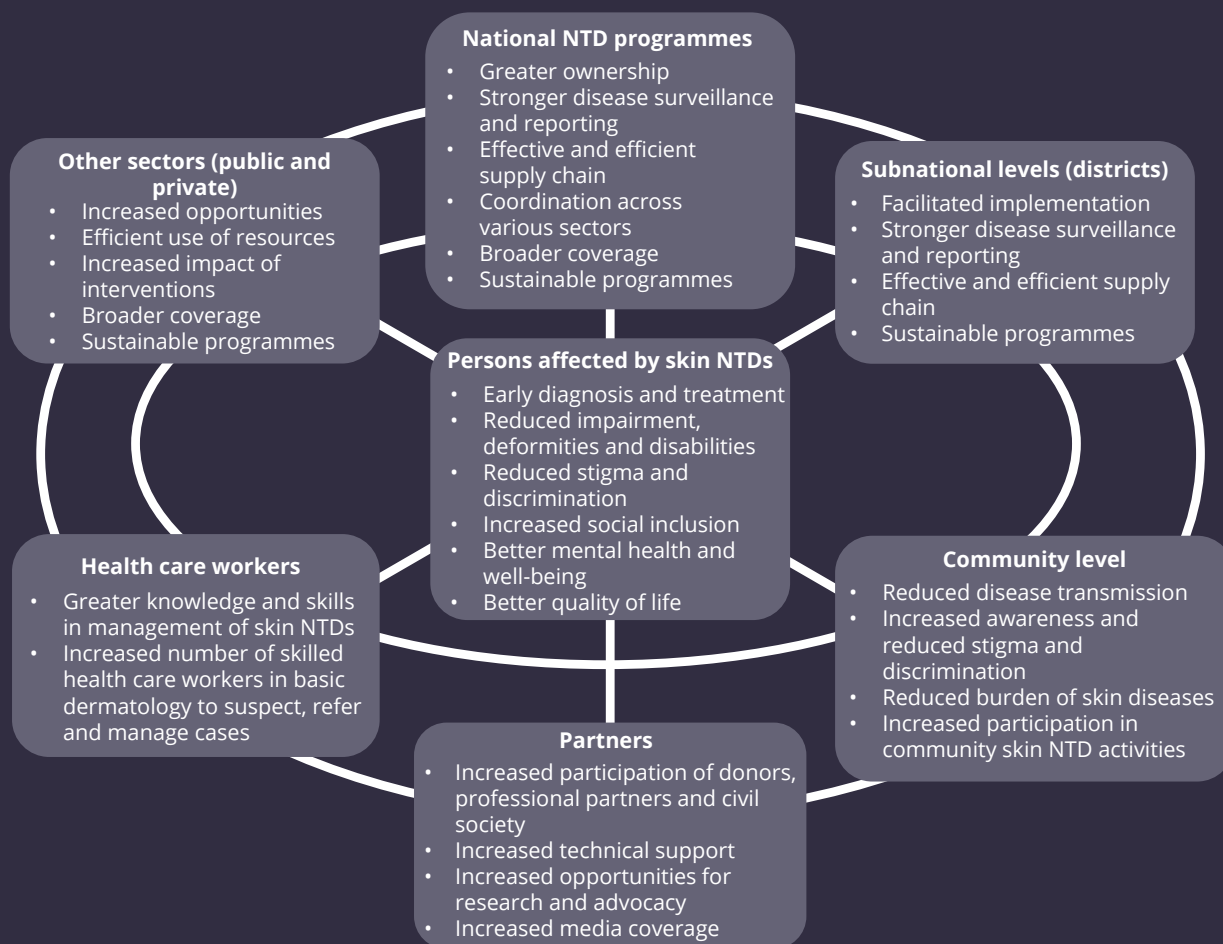 National NTD programmes
• Greater ownership
• Stronger disease surveillance
and reporting
• Effective and efficient
supply chain
• Coordination across
various sectors
• Broader coverage
• Sustainable programmes
Other sectors (public and
private)
• Increased opportunities
• Efficient use of resources
• Increased impact of
interventions
• Broader coverage
• Sustainable programmes
Subnational levels (districts)
• Facilitated implementation
• Stronger disease surveillance
and reporting
• Effective and efficient supply
chain
• Sustainable programmes
Persons affected by skin NTDs
• Early diagnosis and treatment
• Reduced impairment,
deformities and disabilities
• Reduced stigma and
discrimination
• Increased social inclusion
• Better mental health and
well-being
• Better quality of life
Health care workers
• Greater knowledge and skills
in management of skin NTDs
• Increased number of skilled
health care workers in basic
dermatology to suspect, refer
and manage cases
Community level
• Reduced disease transmission
• Increased awareness and
reduced stigma and
discrimination
• Reduced burden of skin diseases
• Increased participation in
community skin NTD activities
Partners
• Increased participation of donors,
professional partners and civil
society
• Increased technical support
• Increased opportunities for
research and advocacy
• Increased media coverage